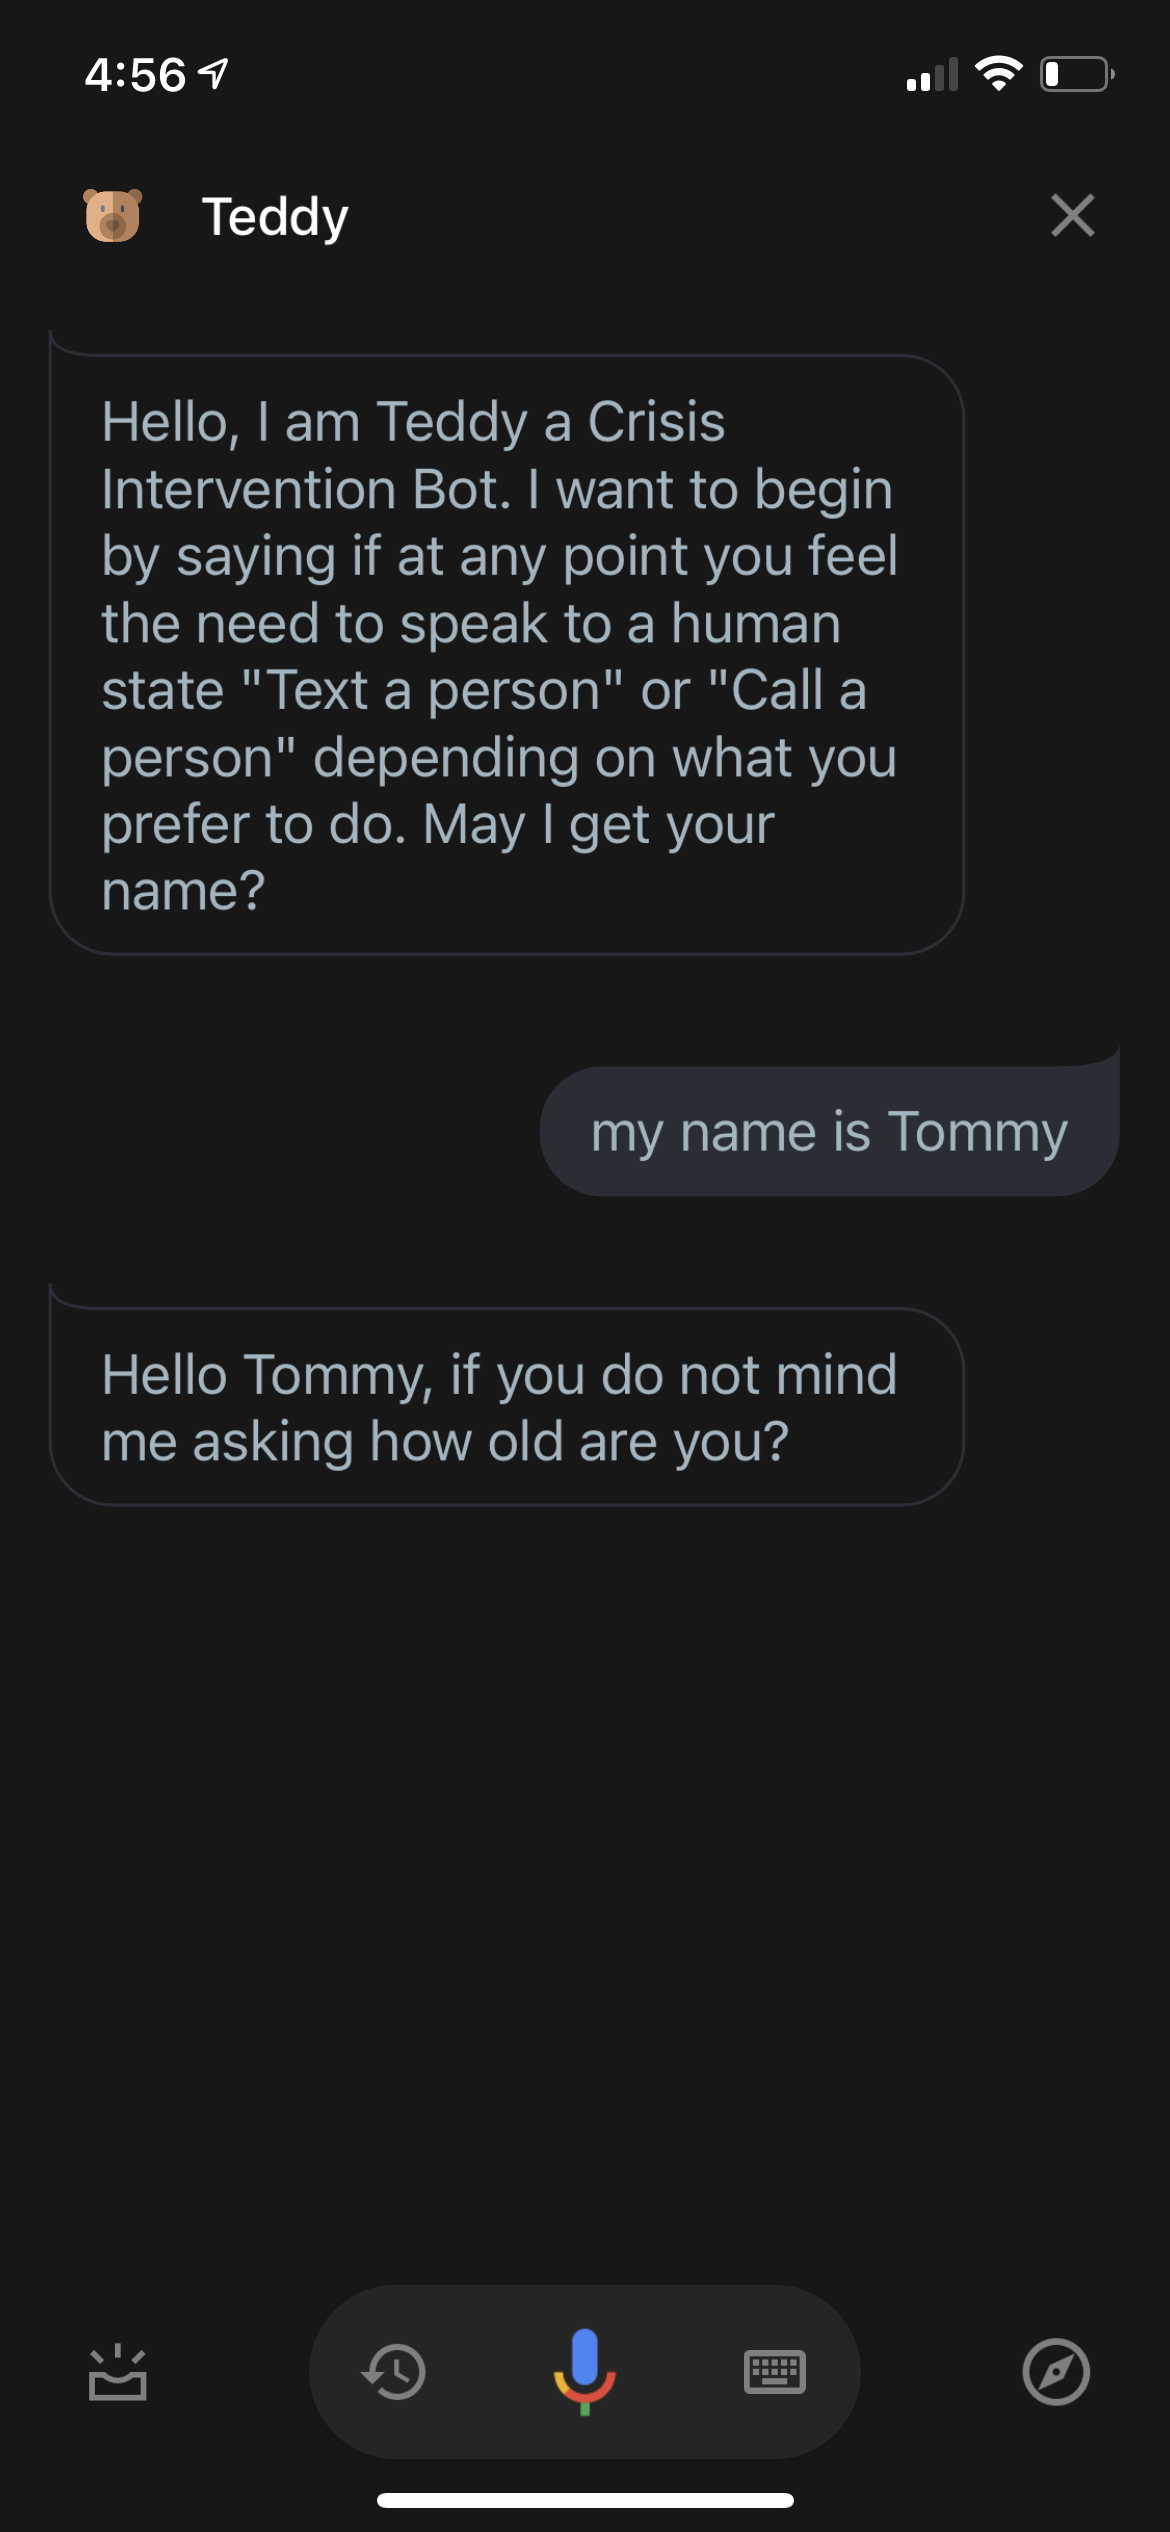 4:56
Teddy
Hello, I am Teddy a Crisis
Intervention Bot. I want to begin
by saying if at any point you feel
the need to speak to a human
state "Text a person" or "Call a
person" depending on what you
prefer to do. May I get your
name?
my name is Tommy
Hello Tommy, if you do not mind
me asking how old are you?